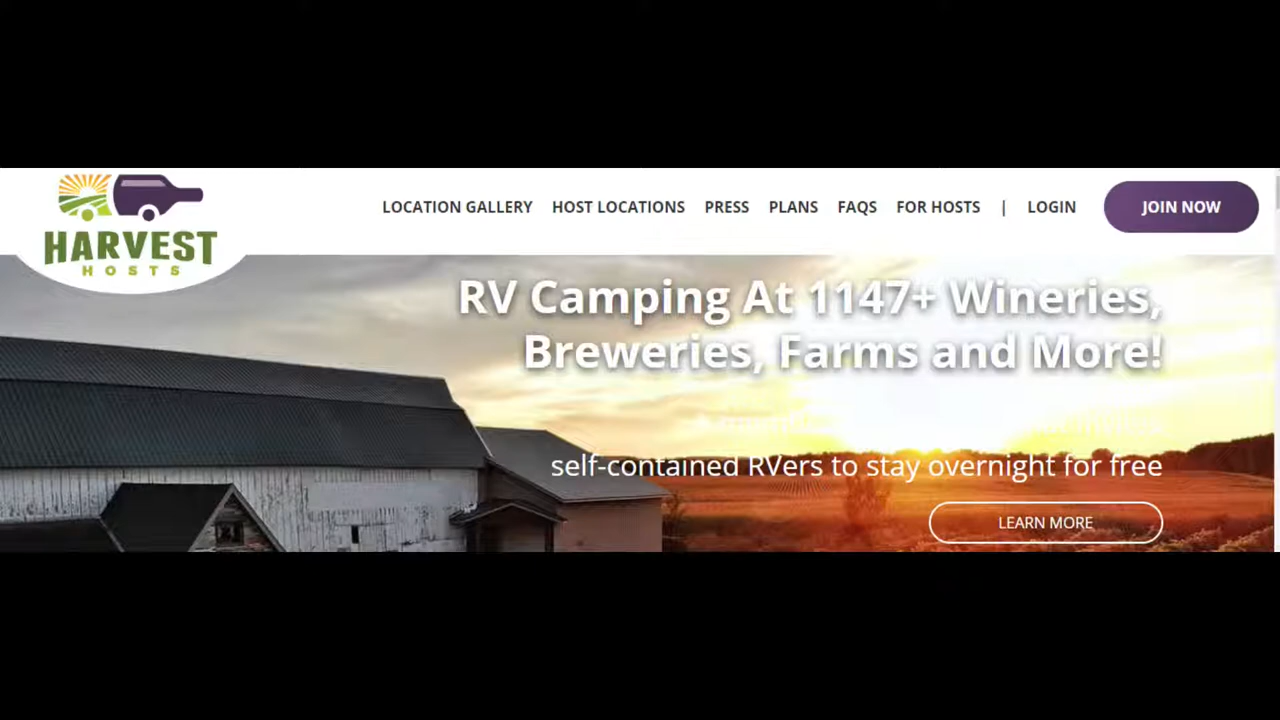 HARVEST
HOSTS
LOCATION GALLERY HOST LOCATIONS PRESS PLANS FAQS FOR HOSTS | LOGIN JOIN NOW
RV Camping At 1147+ Wineries,
Breweries, Farms and More!
self-contained RVers to stay overnight for free
LEARN MORE